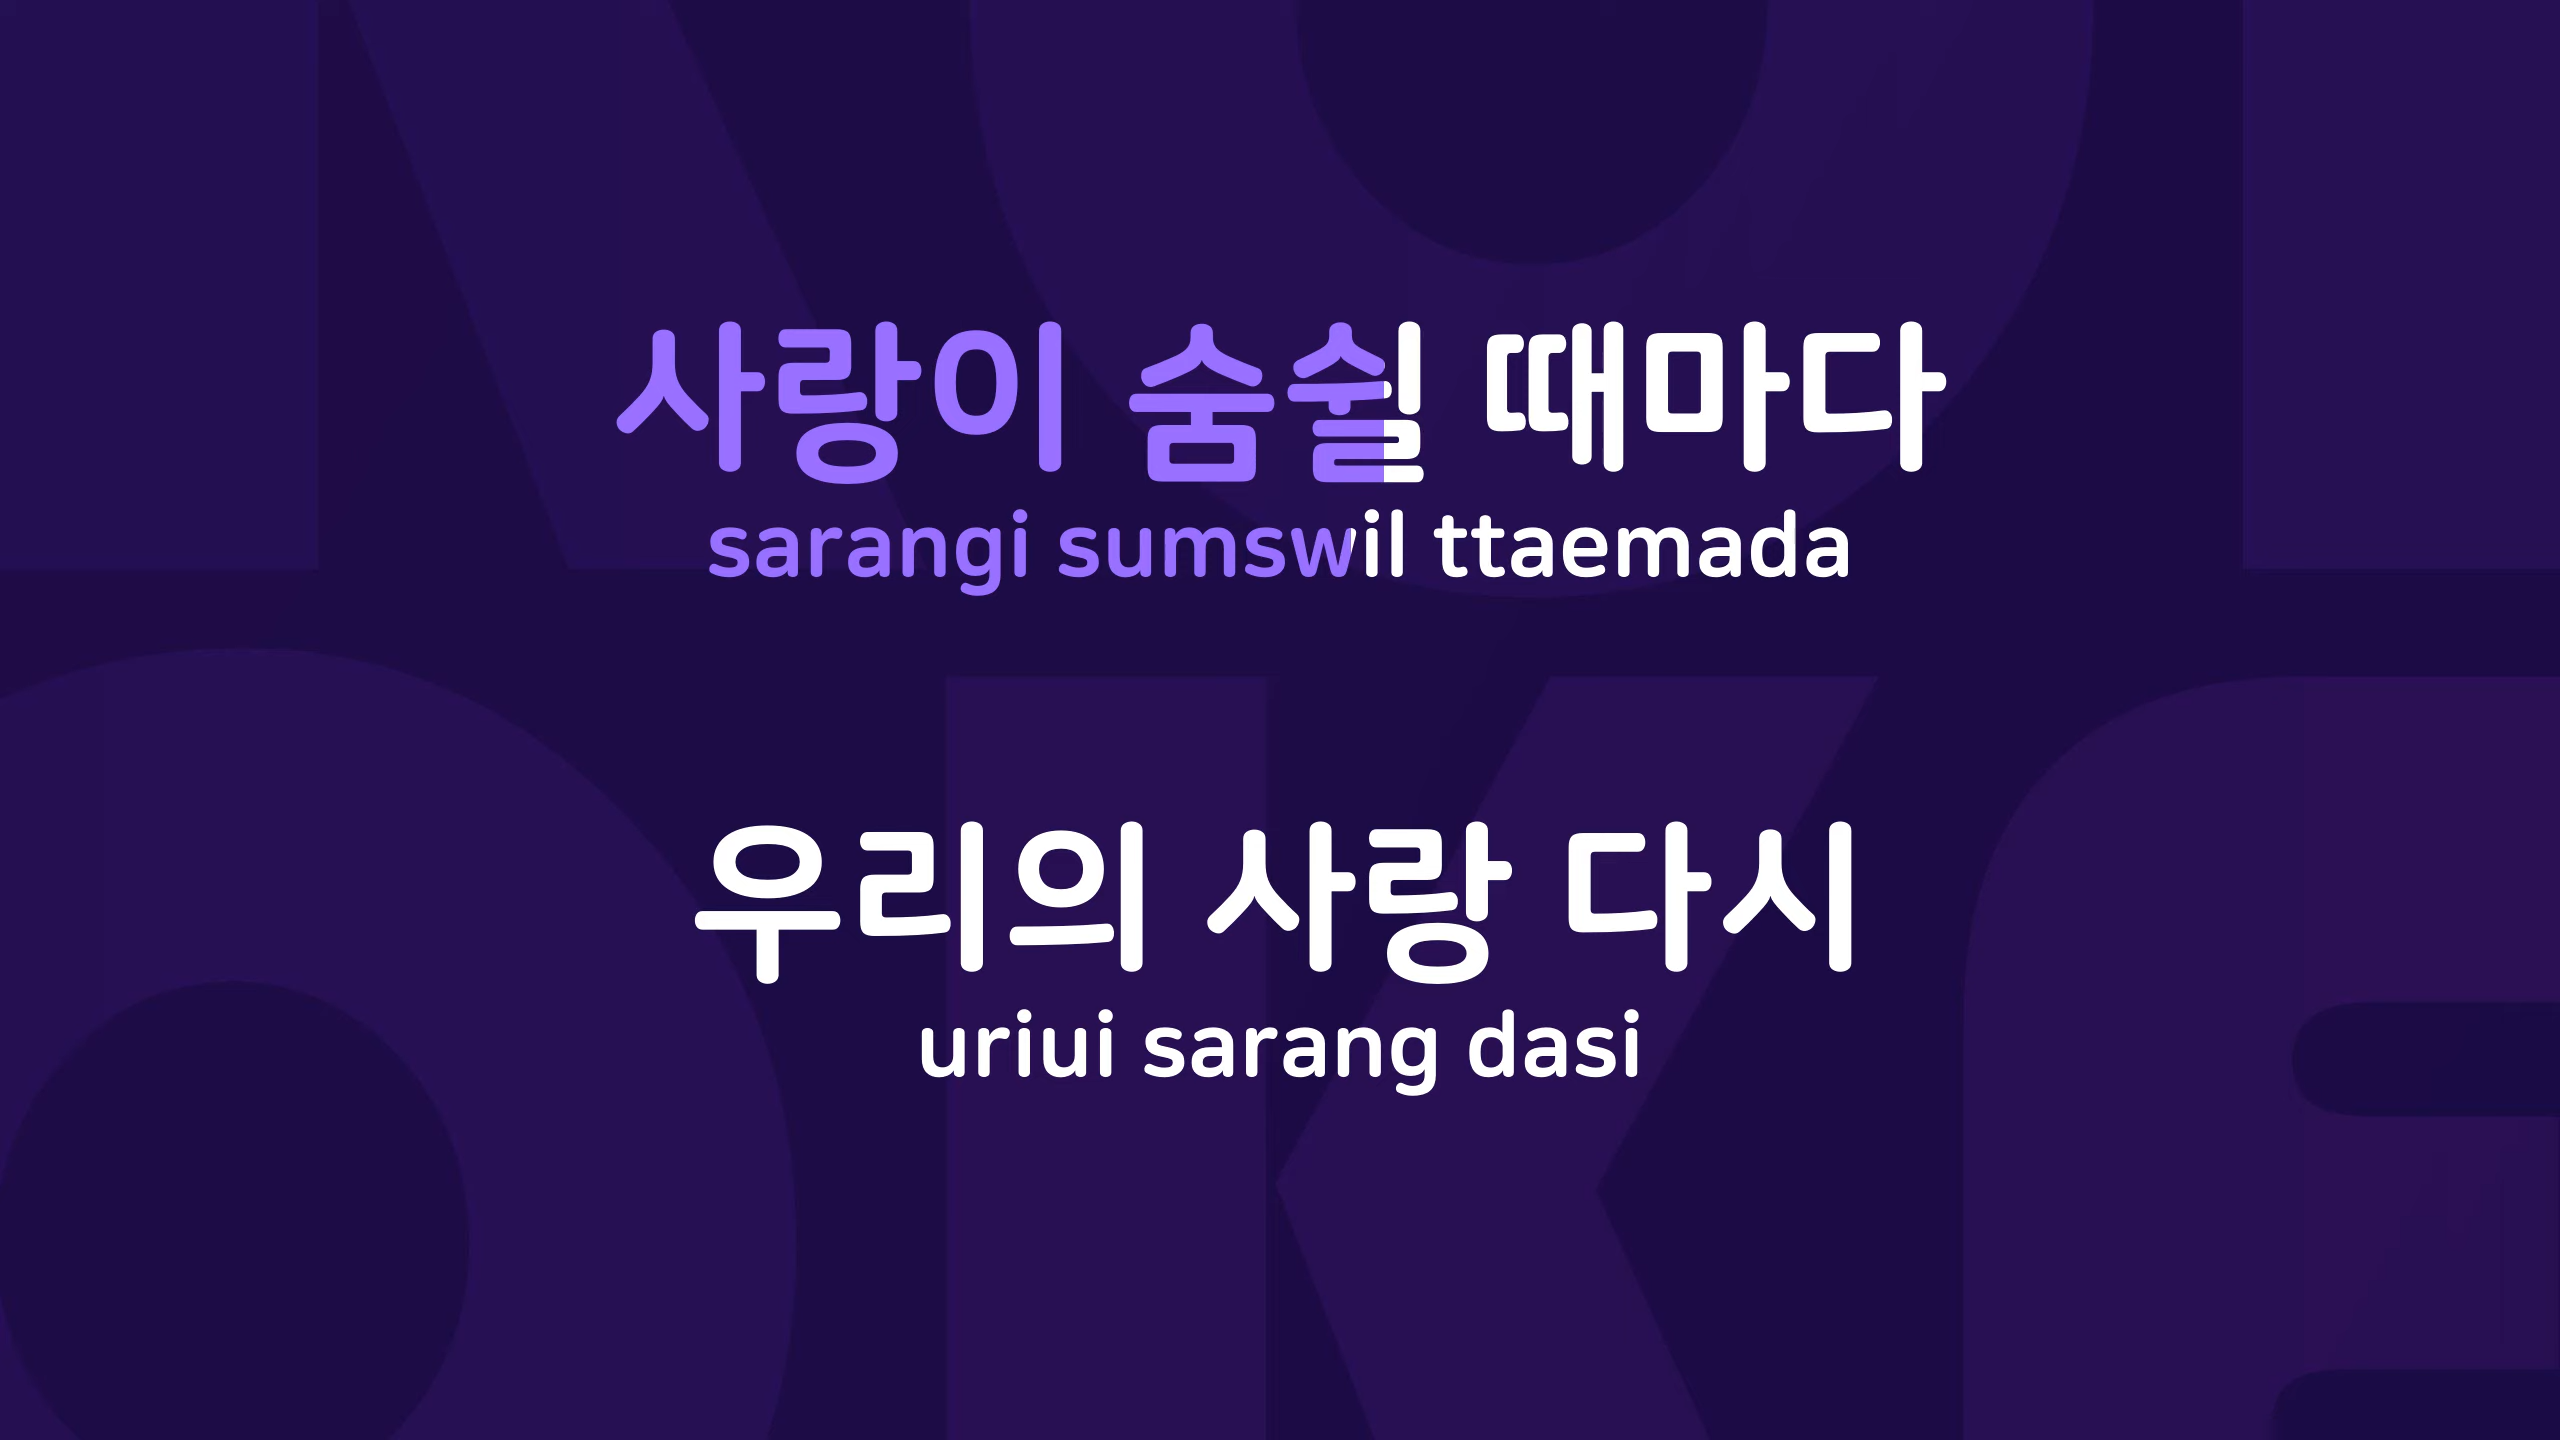 사랑이 숨쉴 때마다
sarangi sumswil ttaemada
우리의 사랑 다시
uriui sarang dasi